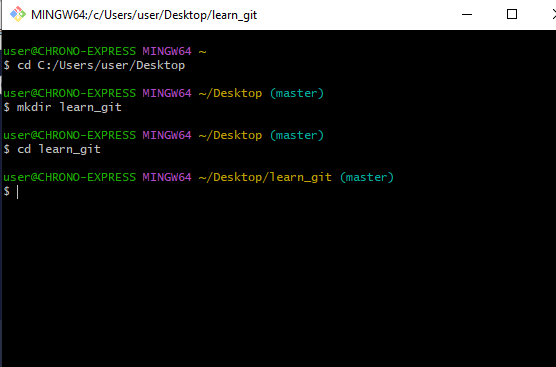 MINGW64:/c/Users/user/Desktop/learn_git
user@CHRONO-EXPRESS MINGW64 ~
$ cd C:/Users/user/Desktop
user@CHRONO-EXPRESS MINGW64 ~/Desktop (master)
$ mkdir learn_git
user@CHRONO-EXPRESS MINGW64 ~/Desktop (master)
$ cd learn_git
user@CHRONO-EXPRESS MINGW64 ~/Desktop/learn_git (master)
$